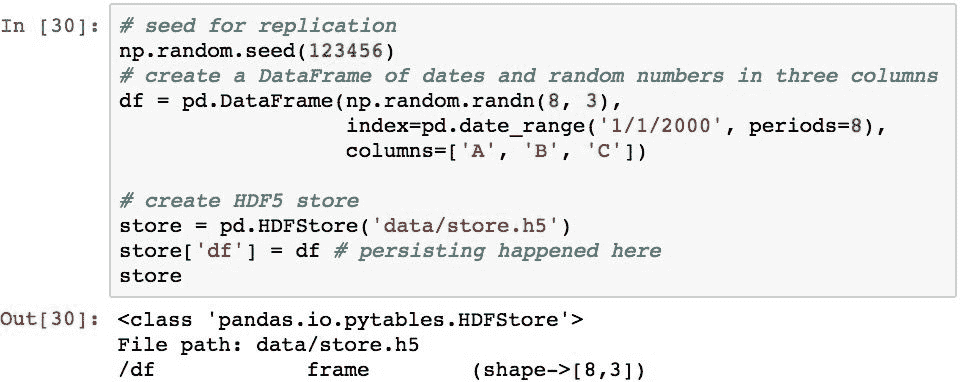 In [30]: # seed for replication
np.random.seed(123456)
# create a DataFrame of dates and random numbers in three columns
df = pd.DataFrame(np.random.randn(8, 3),
                  index=pd.date_range('1/1/2000', periods=8),
                  columns=['A', 'B', 'C'])
# create HDF5 store
store = pd.HDFStore('data/store.h5')
store['df'] = df # persisting happened here
store
Out[30]: <class 'pandas.io.pytables.HDFStore'>
File path: data/store.h5
/df            frame        (shape->[8,3])